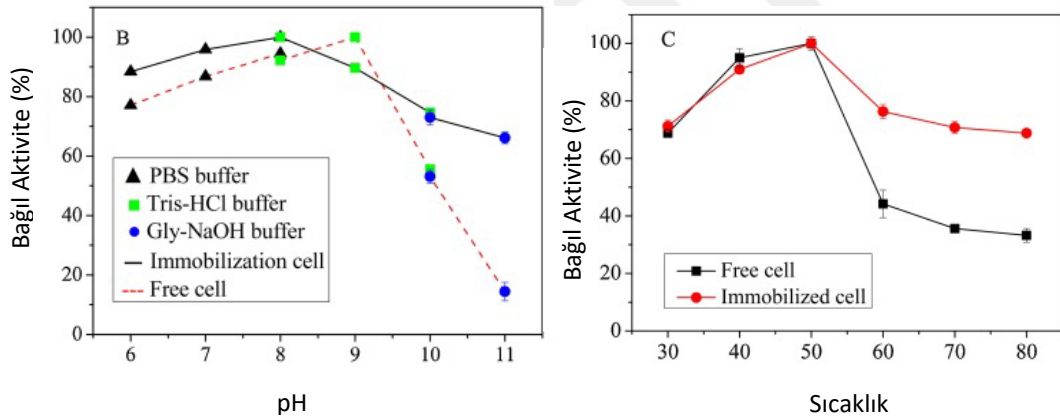 B
Bağıl Aktivite (%)
100
80
60
40
20
0
PBS buffer
Tris-HCl buffer
Gly-NaOH buffer
Immobilization cell
Free cell
6 7 8 9 10 11
pH
C
Bağıl Aktivite (%)
100
80
60
40
20
0
Free cell
Immobilized cell
30 40 50 60 70 80
Sıcaklık